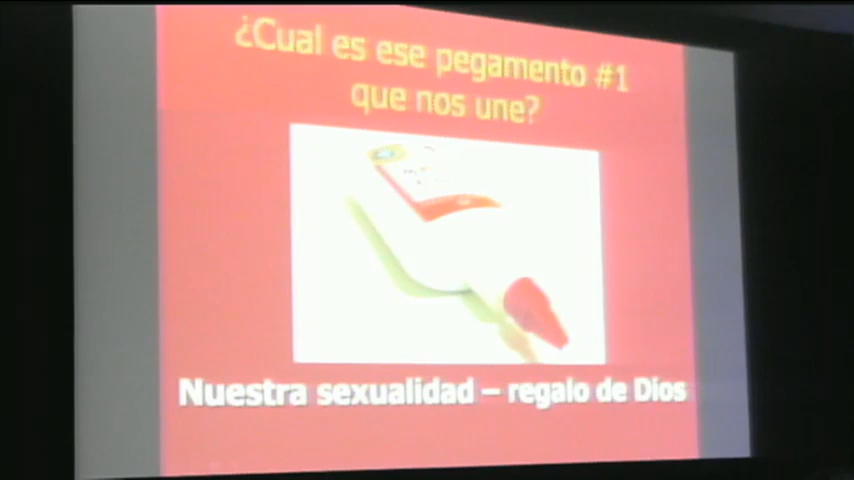 ¿Cual es ese pegamento #1
que nos une?
Nuestra sexualidad – regalo de Dios